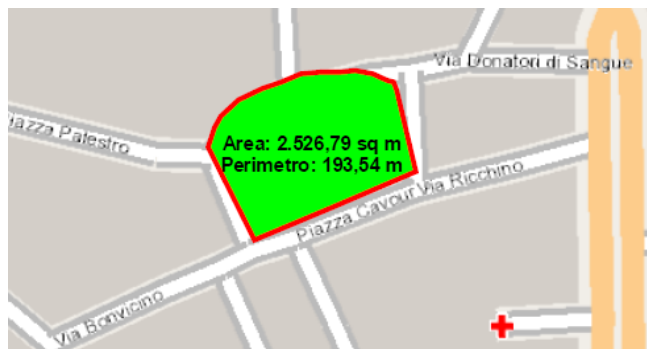 Via Donatori di Sangue
Piazza Palestro
Area: 2.526,79 sq m
Perimetro: 193,54 m
Piazza Cavour Via Ricchino
Via Bonvicino